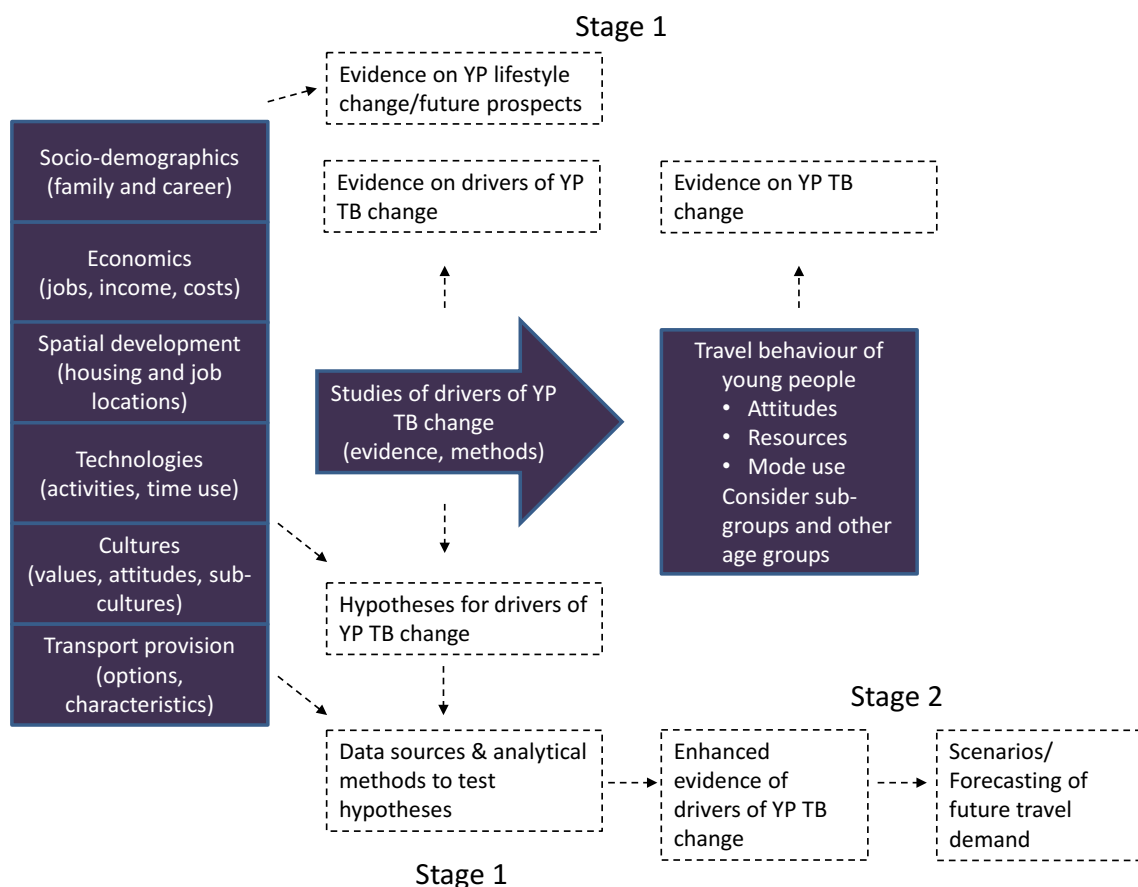 Stage 1
Evidence on YP lifestyle
change/future prospects
Socio-demographics
(family and career)
Evidence on drivers of YP
TB change
Evidence on YP TB
change
Economics
(jobs, income, costs)
Spatial development
(housing and job
locations)
Technologies
(activities, time use)
Cultures
(values, attitudes, sub-
cultures)
Transport provision
(options,
characteristics)
Studies of drivers of YP
TB change
(evidence, methods)
Travel behaviour of
young people
• Attitudes
• Resources
• Mode use
Consider sub-
groups and other
age groups
Hypotheses for drivers of
YP TB change
Stage 2
Data sources & analytical
methods to test
hypotheses
Enhanced
evidence of
drivers of YP TB
change
Scenarios/
Forecasting of
future travel
demand
Stage 1